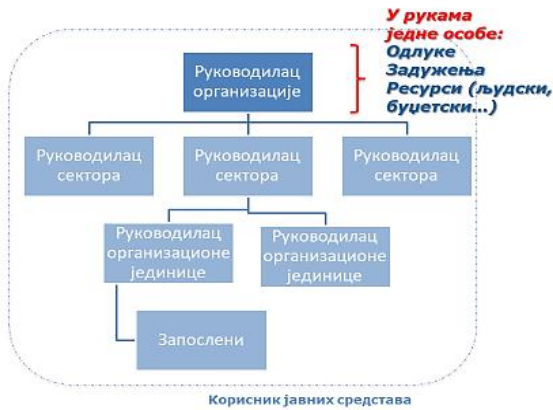 У рукама
једне особе:
Одлуке
Задужења
Ресурси (људски,
буџетски...)
Руководилац
организације
Руководилац
сектора
Руководилац
сектора
Руководилац
сектора
Руководилац
организационе
јединице
Руководилац
организационе
јединице
Запослени
Корисник јавних средстава